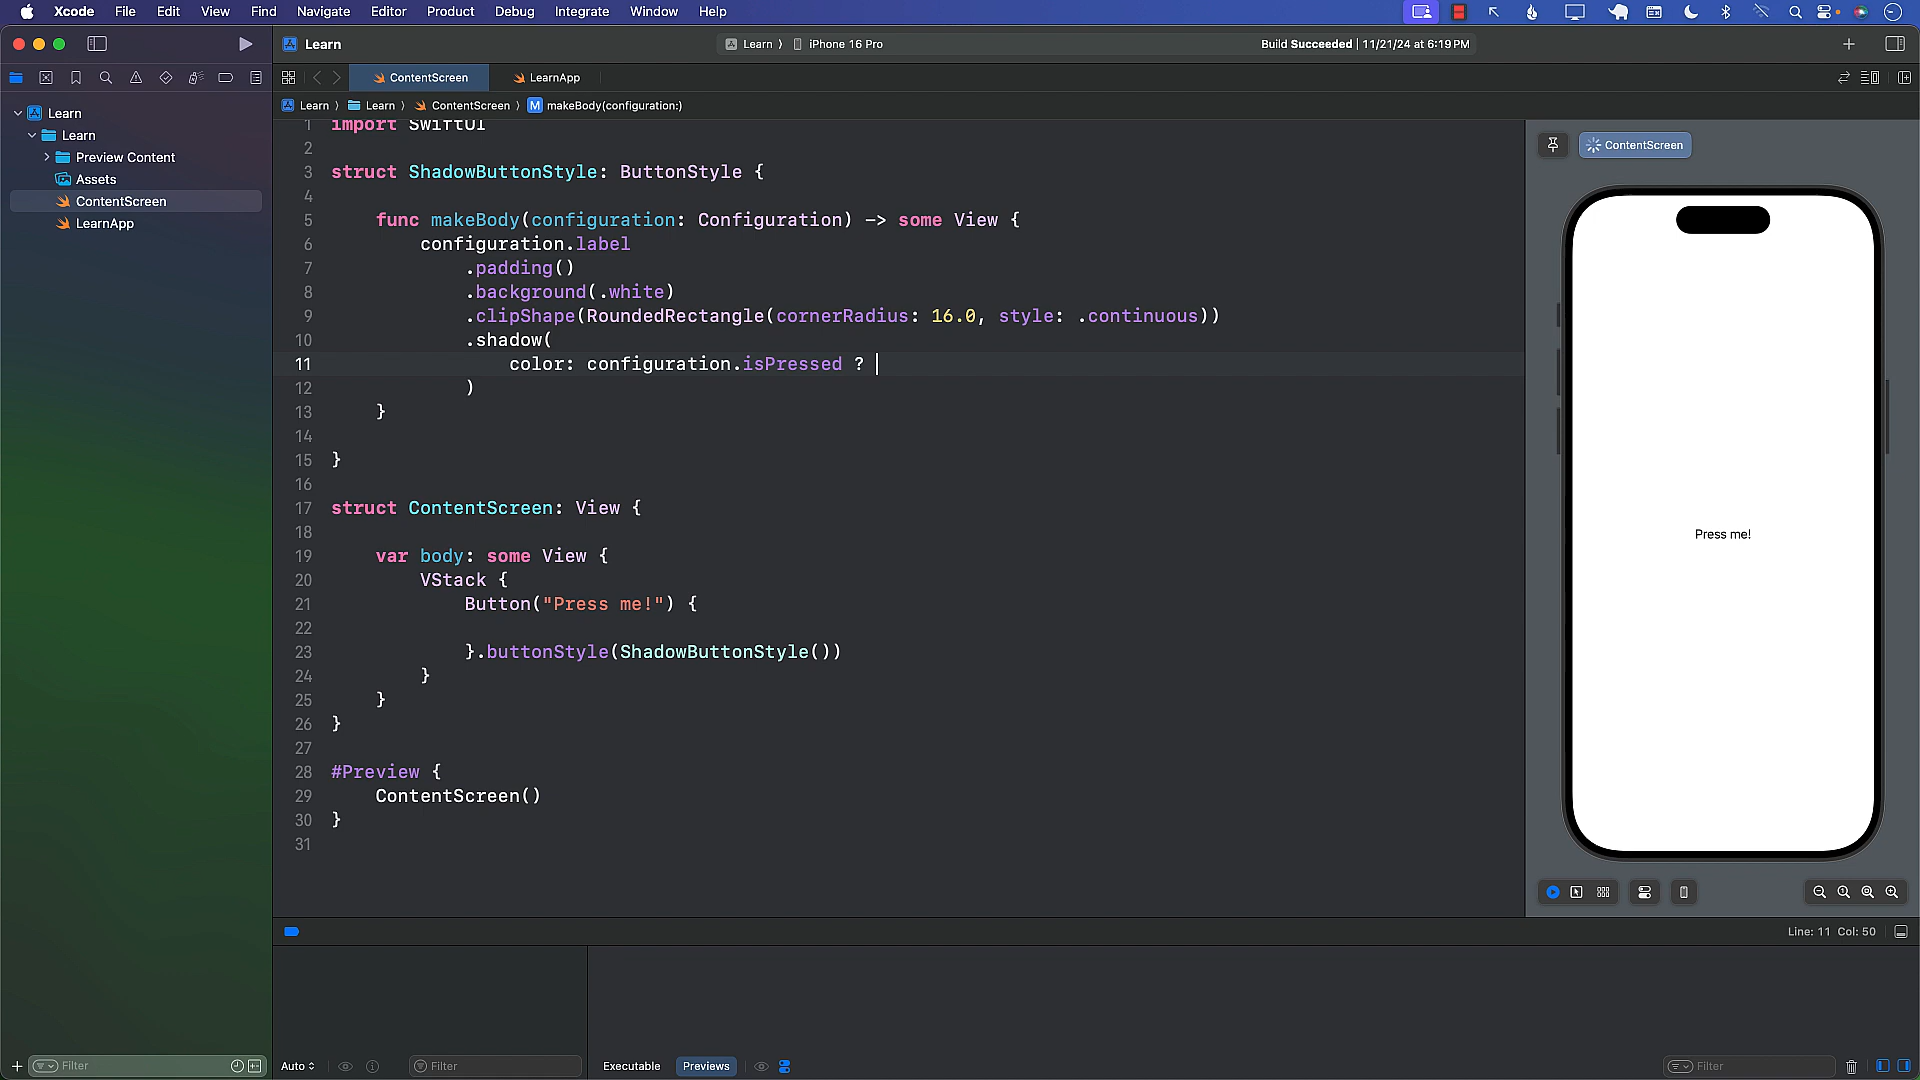 Xcode File Edit View Find Navigate Editor Product Debug Integrate Window Help
Learn
Learn ⟩ iPhone 16 Pro
Build Succeeded | 11/21/24 at 6:19 PM
ContentScreen
LearnApp
Learn ⟩ Learn ⟩ ContentScreen ⟩ M makeBody(configuration:)
Learn
Learn
Preview Content
Assets
ContentScreen
LearnApp
1 import SwiftUI
2
3 struct ShadowButtonStyle: ButtonStyle {
4
5     func makeBody(configuration: Configuration) -> some View {
6         configuration.label
7             .padding()
8             .background(.white)
9             .clipShape(RoundedRectangle(cornerRadius: 16.0, style: .continuous))
10             .shadow(
11                 color: configuration.isPressed ?
12             )
13     }
14
15 }
16
17 struct ContentScreen: View {
18
19     var body: some View {
20         VStack {
21             Button("Press me!") {
22
23             }.buttonStyle(ShadowButtonStyle())
24         }
25     }
26 }
27
28 #Preview {
29     ContentScreen()
30 }
31
ContentScreen
Press me!
Line: 11 Col: 50
Filter
Auto
Filter
Executable
Previews
Filter